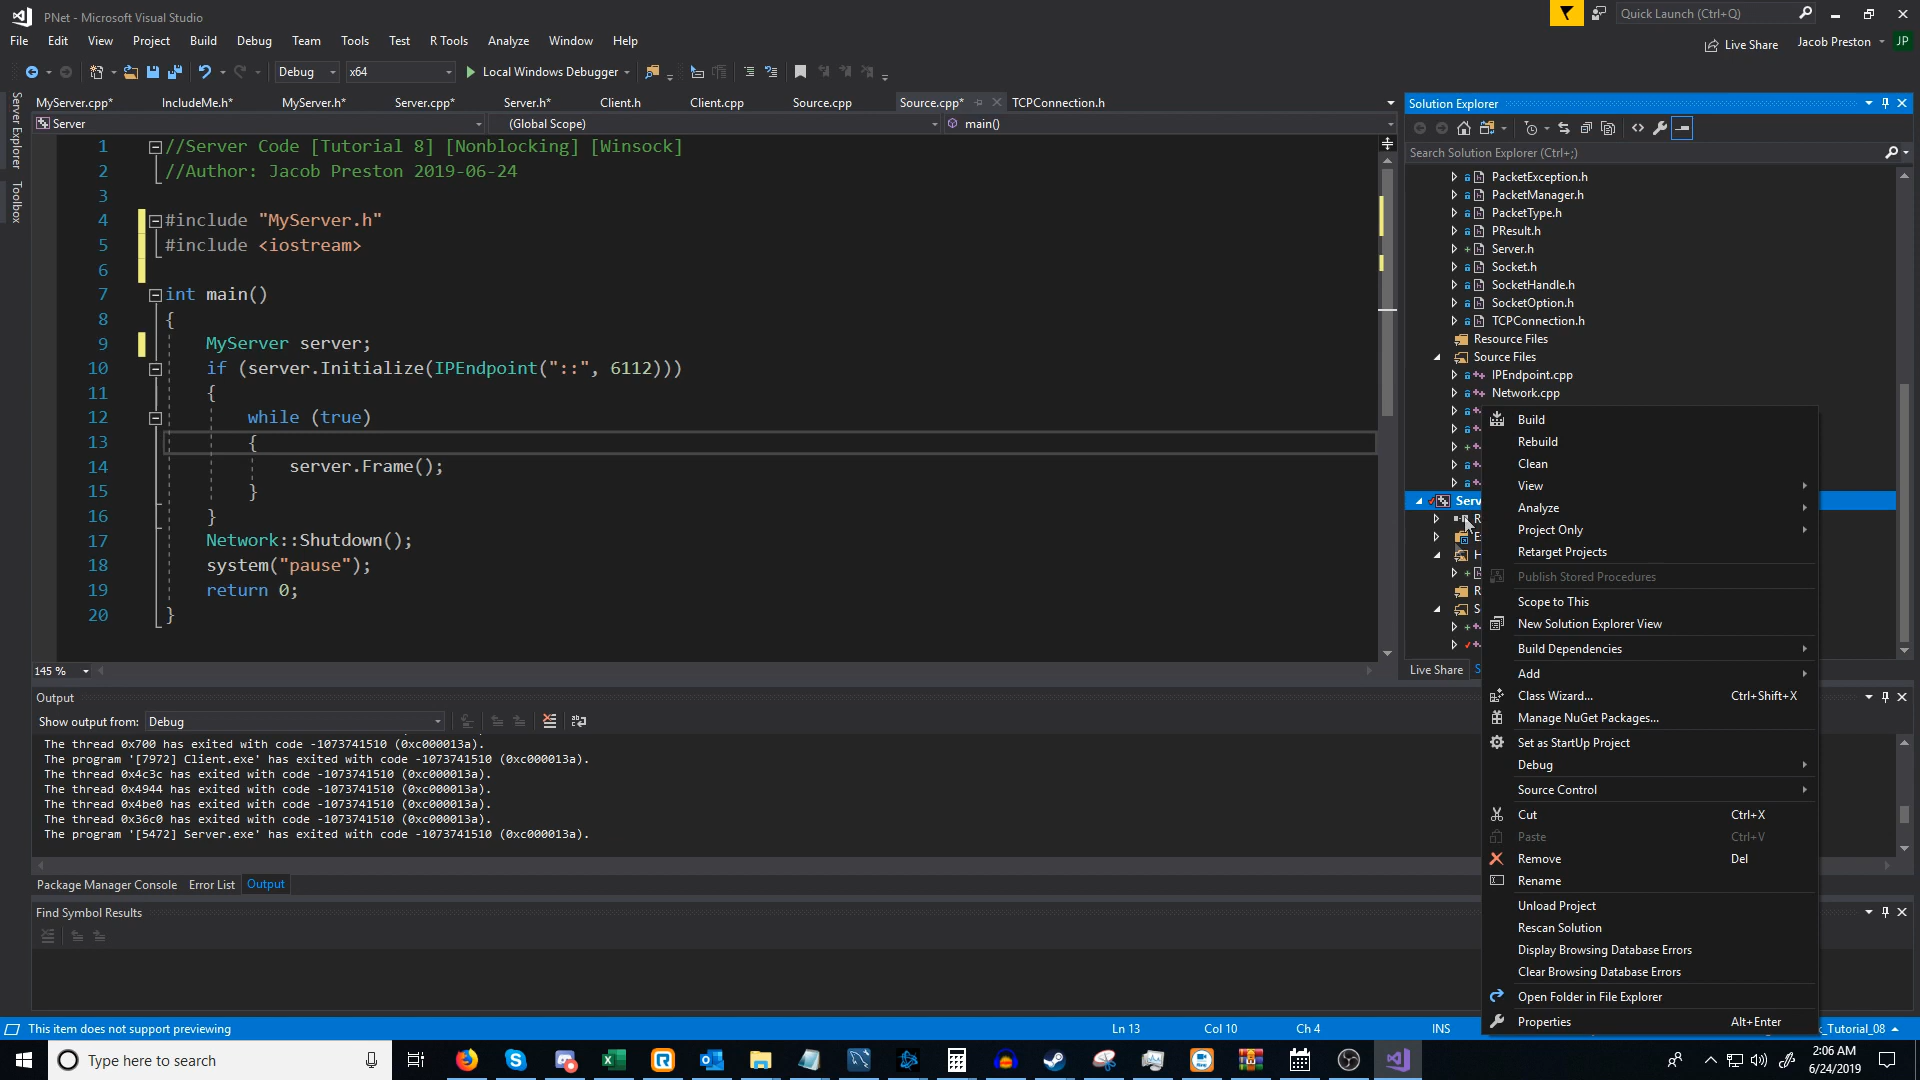 PNet - Microsoft Visual Studio
Quick Launch (Ctrl+Q)
File Edit View Project Build Debug Team Tools Test R Tools Analyze Window Help
Live Share
Jacob Preston
JP
Debug
x64
Local Windows Debugger
Server Explorer
Toolbox
MyServer.cpp* IncludeMe.h* MyServer.h* Server.cpp* Server.h* Client.h Client.cpp Source.cpp Source.cpp* TCPConnection.h
Server
(Global Scope)
main()
1 //Server Code [Tutorial 8] [Nonblocking] [Winsock]
2 //Author: Jacob Preston 2019-06-24
3
4 #include "MyServer.h"
5 #include <iostream>
6
7 int main()
8 {
9 MyServer server;
10 if (server.Initialize(IPEndpoint("::", 6112)))
11 {
12 while (true)
13 {
14 server.Frame();
15 }
16 }
17 Network::Shutdown();
18 system("pause");
19 return 0;
20 }
145 %
Output
Show output from: Debug
The thread 0x700 has exited with code -1073741510 (0xc000013a).
The program '[7972] Client.exe' has exited with code -1073741510 (0xc000013a).
The thread 0x4c3c has exited with code -1073741510 (0xc000013a).
The thread 0x4944 has exited with code -1073741510 (0xc000013a).
The thread 0x4be0 has exited with code -1073741510 (0xc000013a).
The thread 0x36c0 has exited with code -1073741510 (0xc000013a).
The program '[5472] Server.exe' has exited with code -1073741510 (0xc000013a).
Package Manager Console Error List Output
Find Symbol Results
Solution Explorer
Search Solution Explorer (Ctrl+;)
PacketException.h
PacketManager.h
PacketType.h
PResult.h
Server.h
Socket.h
SocketHandle.h
SocketOption.h
TCPConnection.h
Resource Files
Source Files
IPEndpoint.cpp
Network.cpp
Serv
R
E
H
R
S
Live Share S
Build
Rebuild
Clean
View
Analyze
Project Only
Retarget Projects
Publish Stored Procedures
Scope to This
New Solution Explorer View
Build Dependencies
Add
Class Wizard... Ctrl+Shift+X
Manage NuGet Packages...
Set as StartUp Project
Debug
Source Control
Cut Ctrl+X
Paste Ctrl+V
Remove Del
Rename
Unload Project
Rescan Solution
Display Browsing Database Errors
Clear Browsing Database Errors
Open Folder in File Explorer
Properties Alt+Enter
This item does not support previewing
Ln 13 Col 10 Ch 4 INS
_Tutorial_08
Type here to search
2:06 AM
6/24/2019